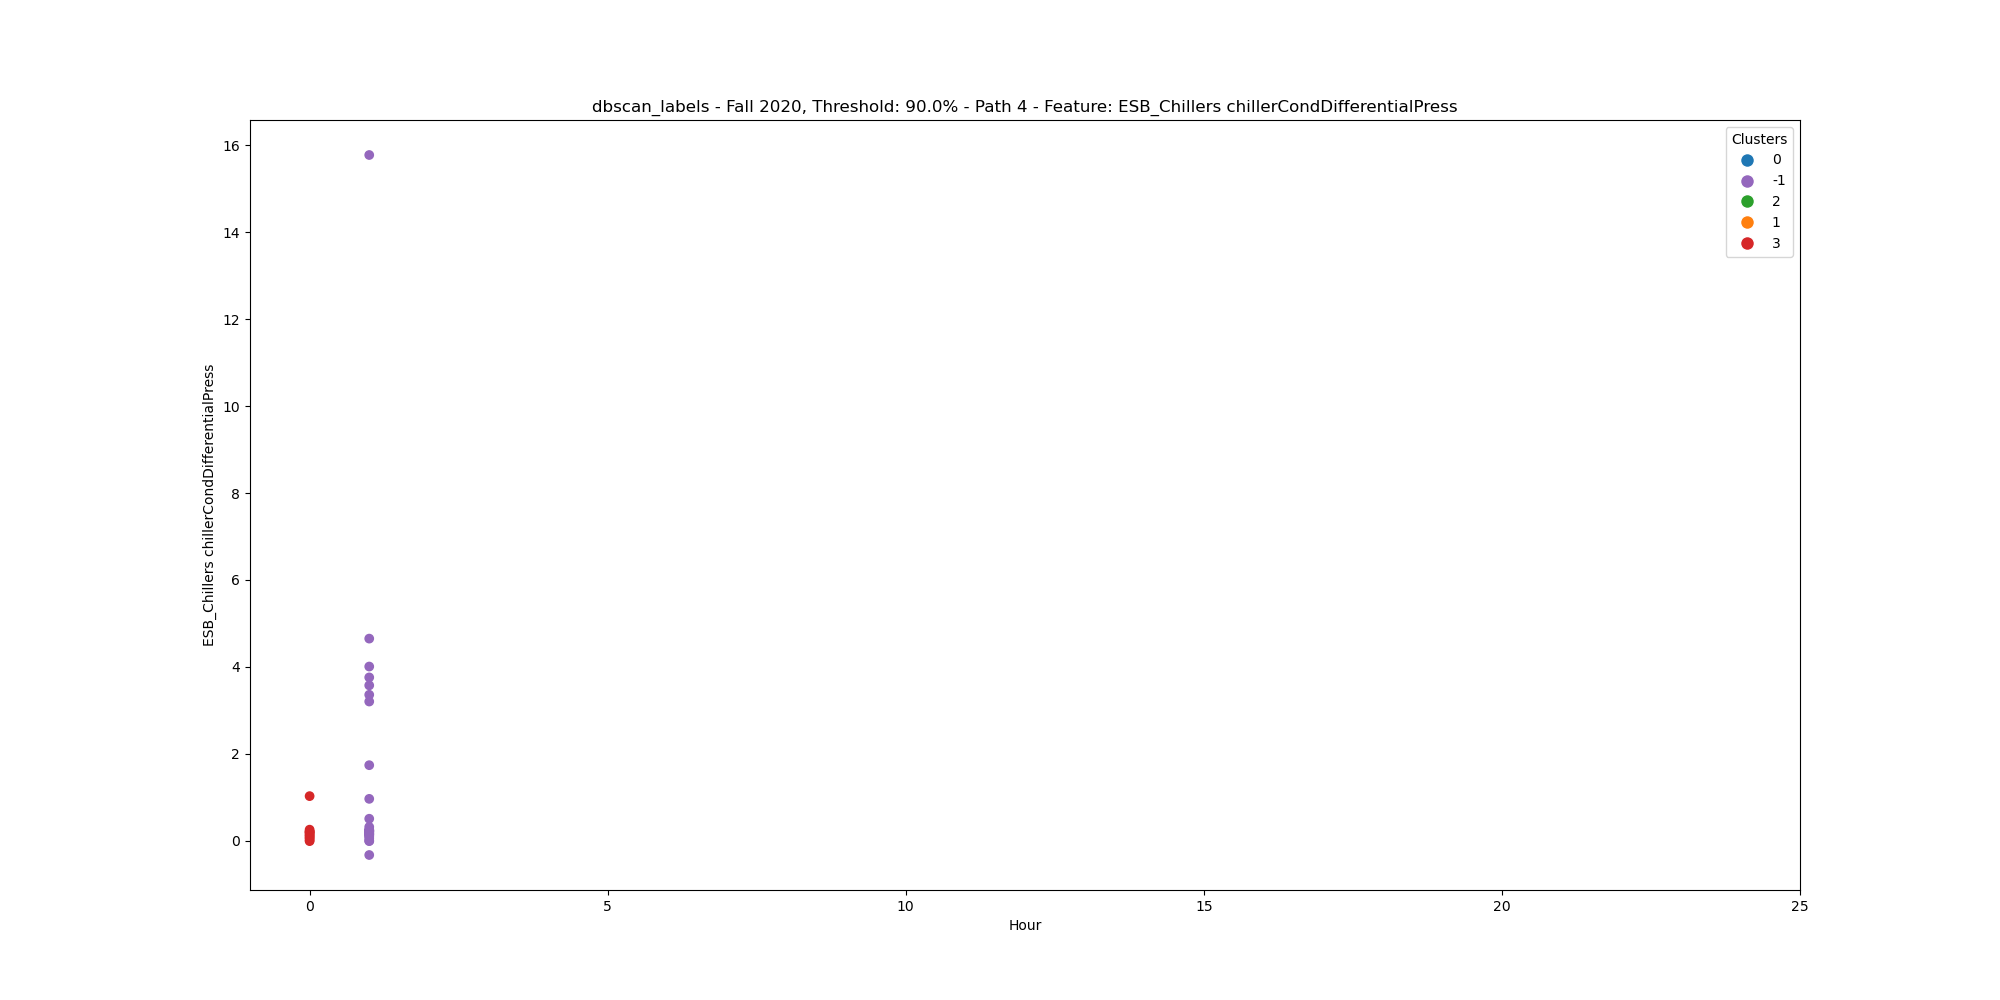 dbscan_labels - Fall 2020, Threshold: 90.0% - Path 4 - Feature: ESB_Chillers chillerCondDifferentialPress
Clusters
0
-1
2
1
3
ESB_Chillers chillerCondDifferentialPress
16
14
12
10
8
6
4
2
0
0 5 10 15 20 25
Hour